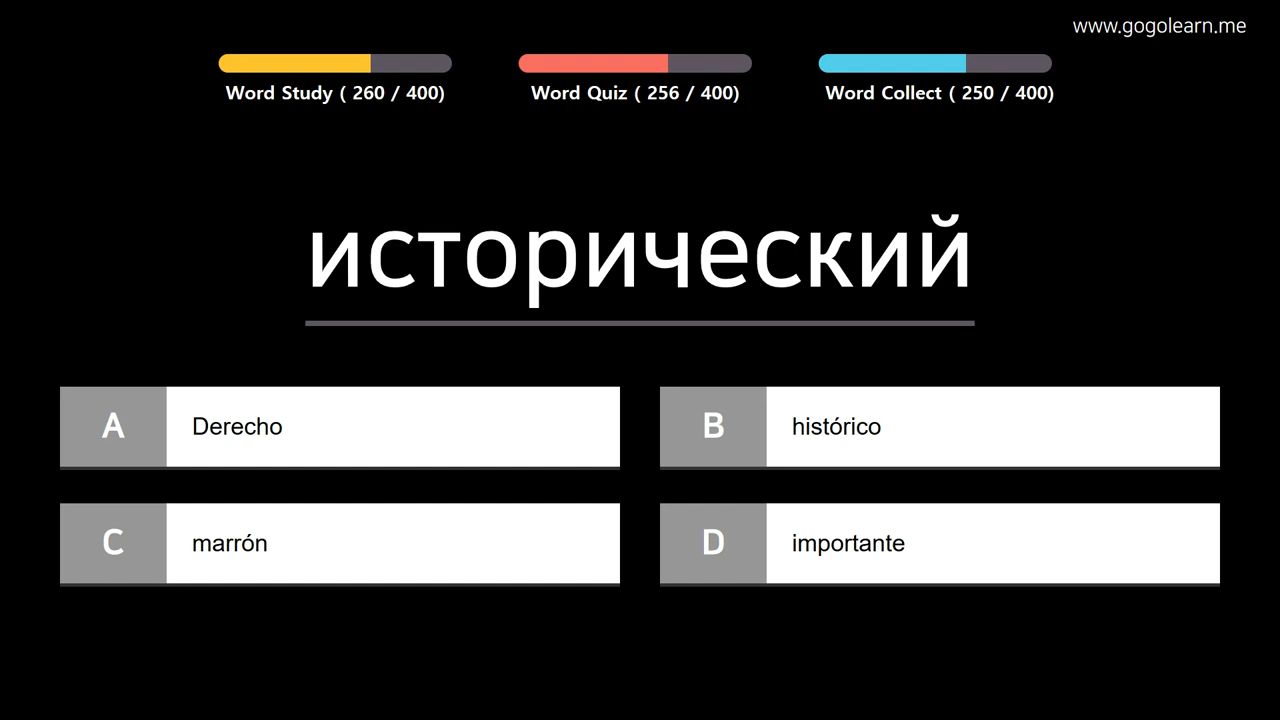 www.gogolearn.me
Word Study ( 260 / 400)
Word Quiz ( 256 / 400)
Word Collect ( 250 / 400)
исторический
A Derecho
B histórico
C marrón
D importante